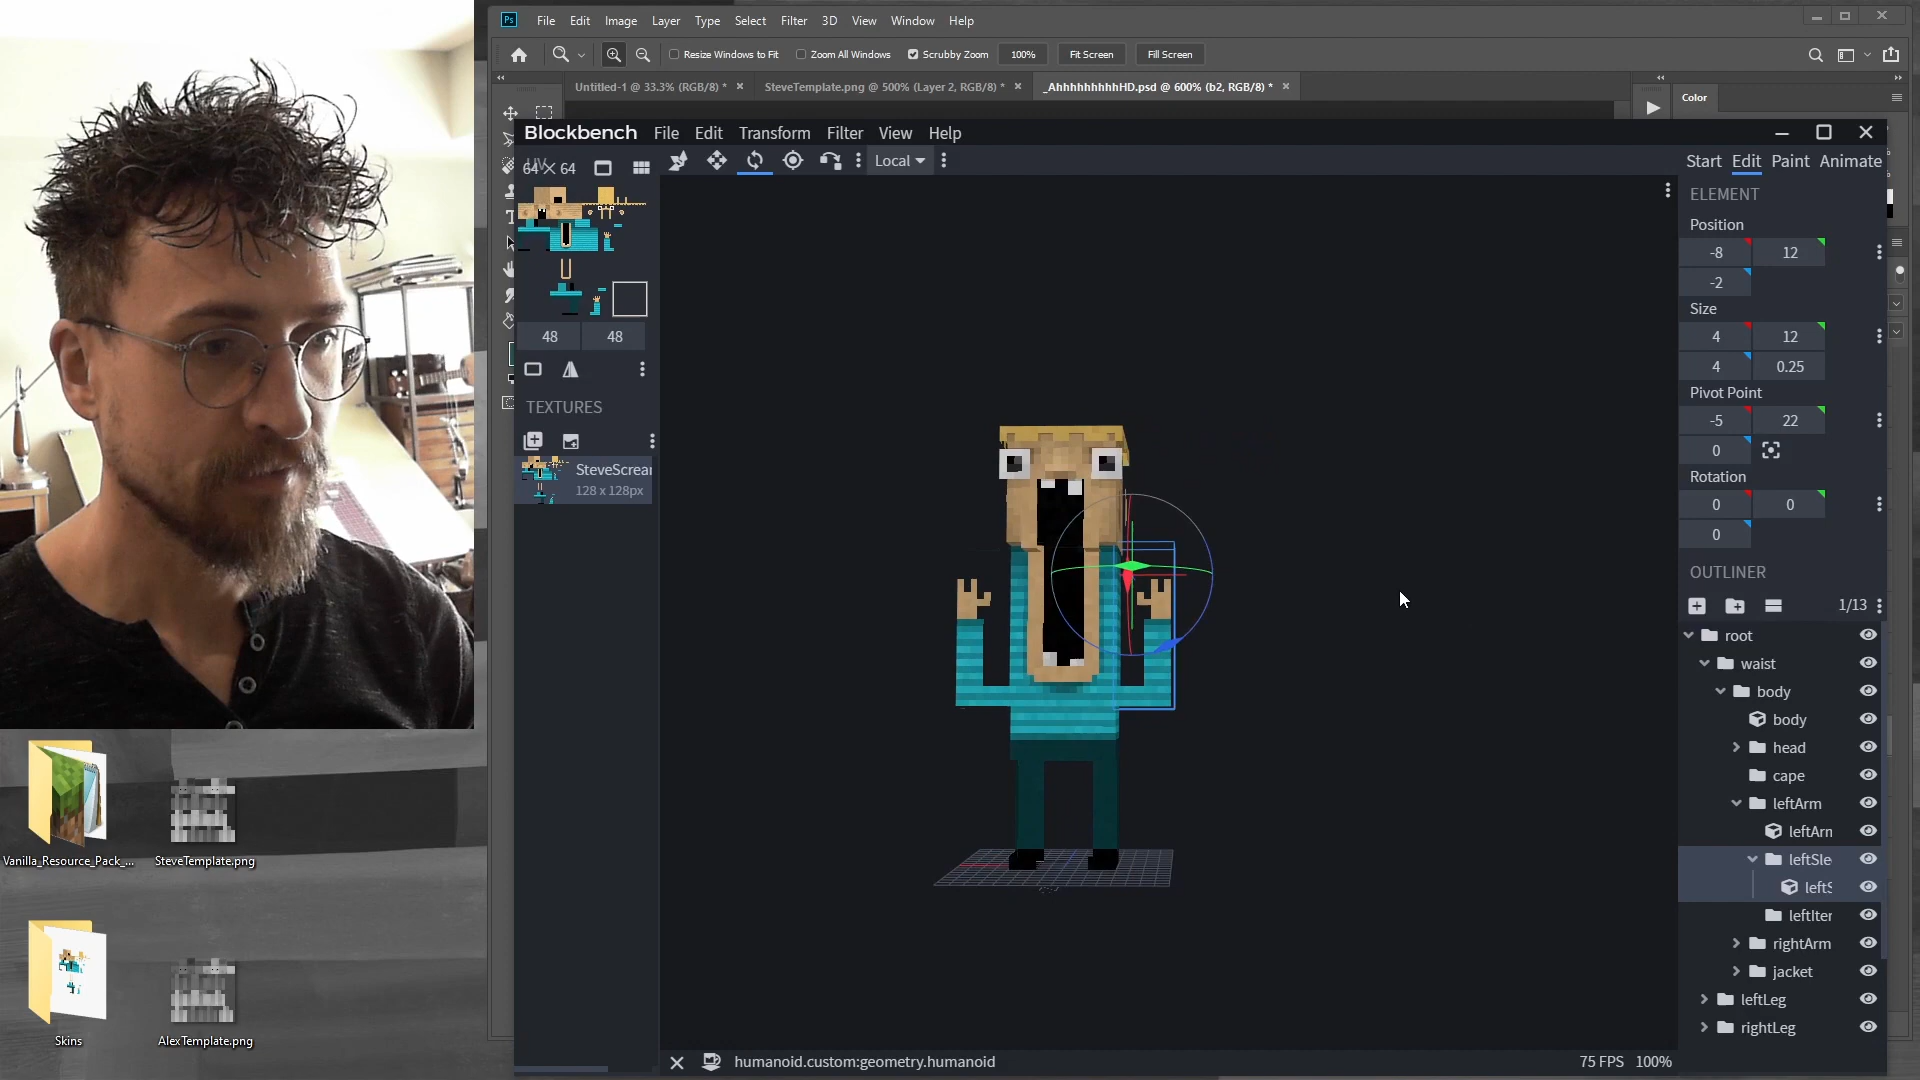 Ps File Edit Image Layer Type Select Filter 3D View Window Help
Resize Windows to Fit Zoom All Windows Scrubby Zoom 100% Fit Screen Fill Screen
Untitled-1 @ 33.3% (RGB/8) * × SteveTemplate.png @ 500% (Layer 2, RGB/8) * × _AhhhhhhhhhHD.psd @ 600% (b2, RGB/8) * ×
Color
Blockbench File Edit Transform Filter View Help
64 × 64
Local
Start Edit Paint Animate
ELEMENT
Position
-8 12
-2
Size
4 12
4 0.25
Pivot Point
-5 22
0
Rotation
0 0
0
48 48
TEXTURES
SteveScrear
128 x 128px
OUTLINER
1/13
root
waist
body
body
head
cape
leftArm
leftArn
leftSle
leftS
leftIter
rightArm
jacket
leftLeg
rightLeg
humanoid.custom:geometry.humanoid
75 FPS 100%
Vanilla_Resource_Pack_...
SteveTemplate.png
Skins
AlexTemplate.png